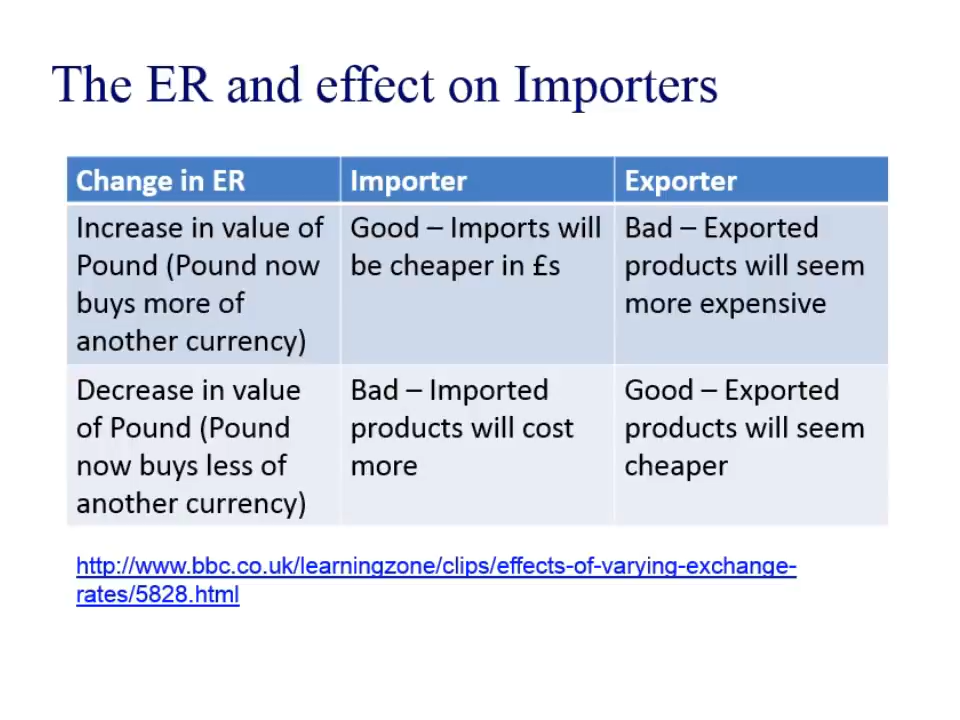 The ER and effect on Importers
Change in ER
Importer
Exporter
Increase in value of
Pound (Pound now
buys more of
another currency)
Good – Imports will
be cheaper in £s
Bad – Exported
products will seem
more expensive
Decrease in value
of Pound (Pound
now buys less of
another currency)
Bad – Imported
products will cost
more
Good – Exported
products will seem
cheaper
http://www.bbc.co.uk/learningzone/clips/effects-of-varying-exchange-
rates/5828.html